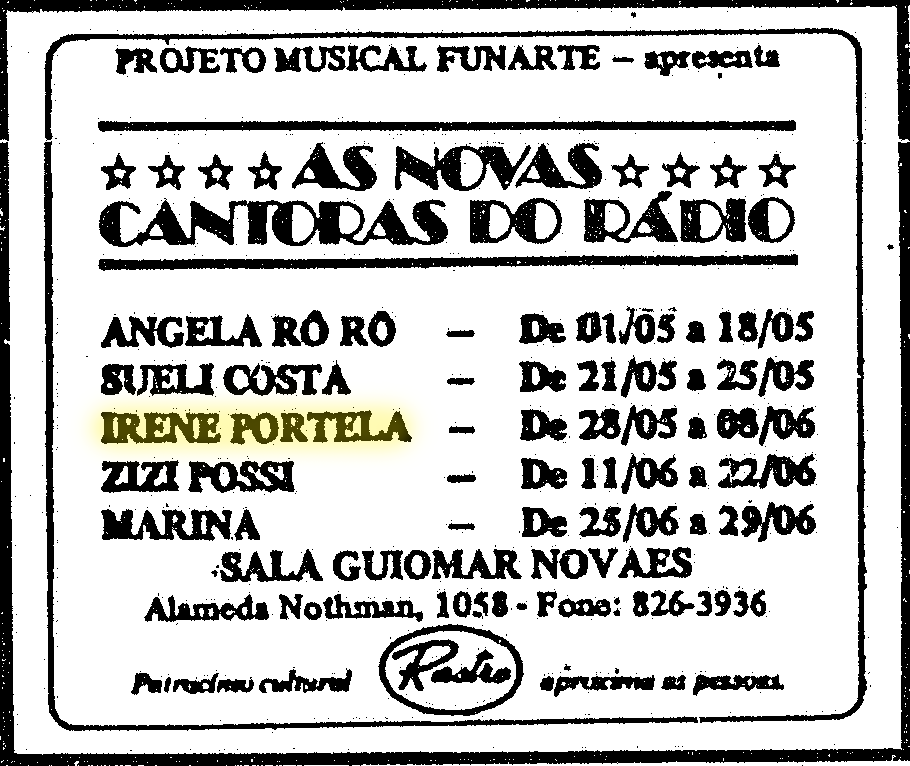 PROJETO MUSICAL FUNARTE – apresenta
AS NOVAS
CANTORAS DO RÁDIO
ANGELA RÔ RÔ – De 01/05 a 18/05
SUELI COSTA – De 21/05 a 25/05
IRENE PORTELA – De 28/05 a 08/06
ZIZI POSSI – De 11/06 a 22/06
MARINA – De 25/06 a 29/06
SALA GUIOMAR NOVAES
Alameda Nothman, 1058 - Fone: 826-3936
Patrocínio cultural Rastro aproxima as pessoas.